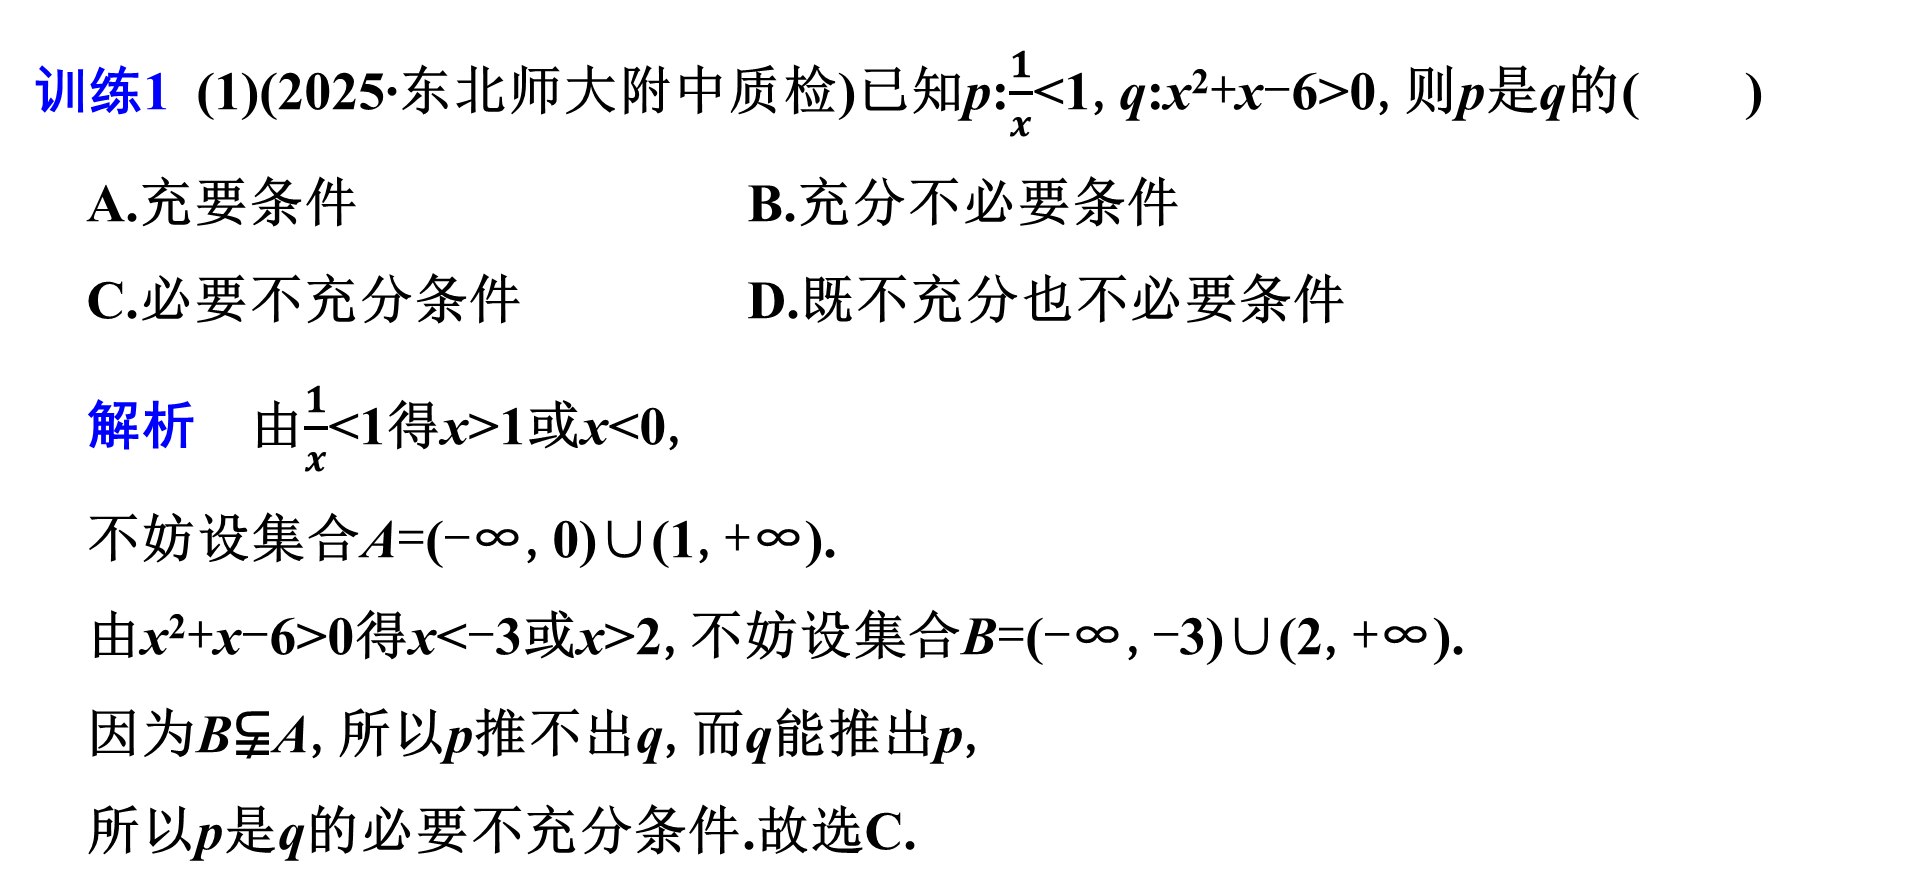 训练1 (1)(2025·东北师大附中质检)已知p:1/x<1, q:x²+x−6>0, 则p是q的(  )
A.充要条件 B.充分不必要条件
C.必要不充分条件 D.既不充分也不必要条件
解析 由1/x<1得x>1或x<0,
不妨设集合A=(−∞, 0)∪(1, +∞).
由x²+x−6>0得x<−3或x>2, 不妨设集合B=(−∞, −3)∪(2, +∞).
因为B⫋A, 所以p推不出q, 而q能推出p,
所以p是q的必要不充分条件.故选C.